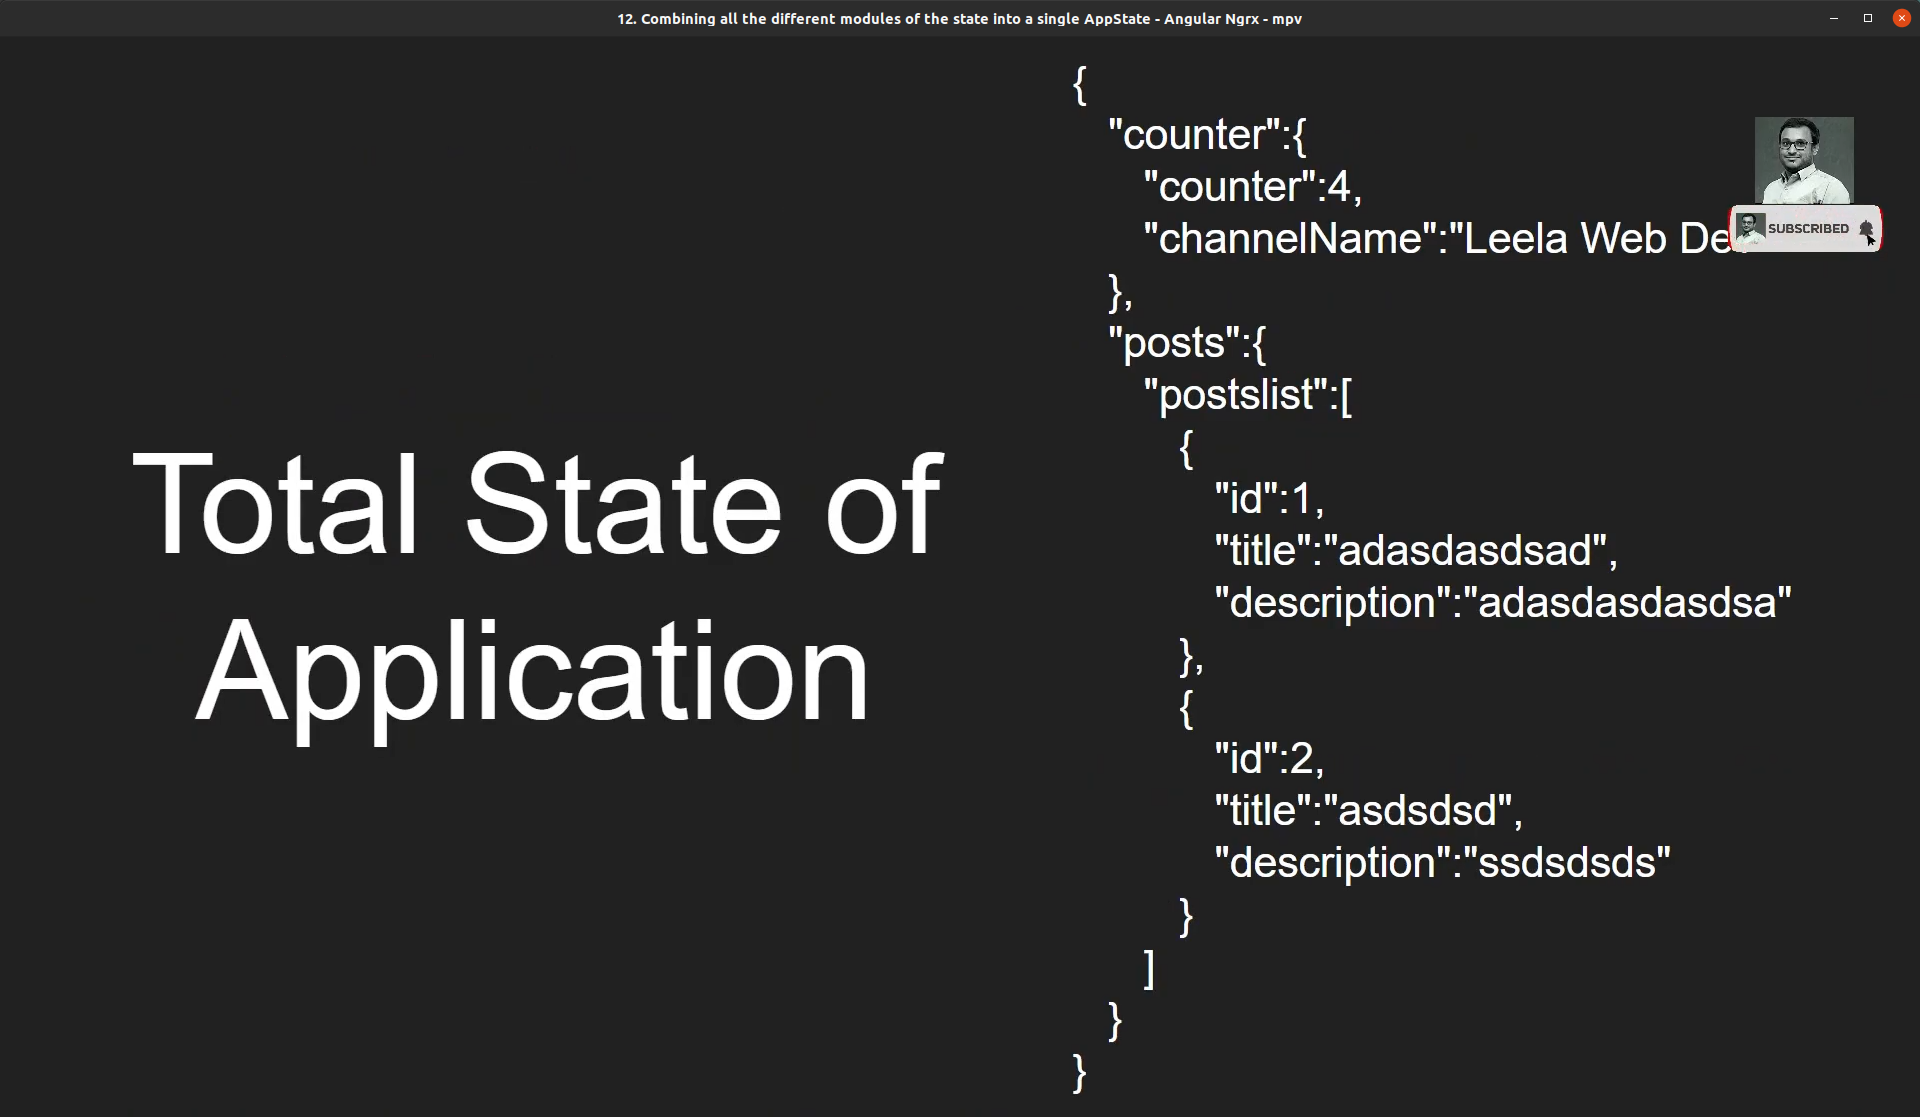 12. Combining all the different modules of the state into a single AppState - Angular Ngrx - mpv
Total State of
Application
{
"counter":{
"counter":4,
"channelName":"Leela Web
},
"posts":{
"postslist":[
{
"id":1,
"title":"adasdasdsad",
"description":"adasdasdasdsa"
},
{
"id":2,
"title":"asdsdsd",
"description":"ssdsdsds"
}
]
}
}
SUBSCRIBED